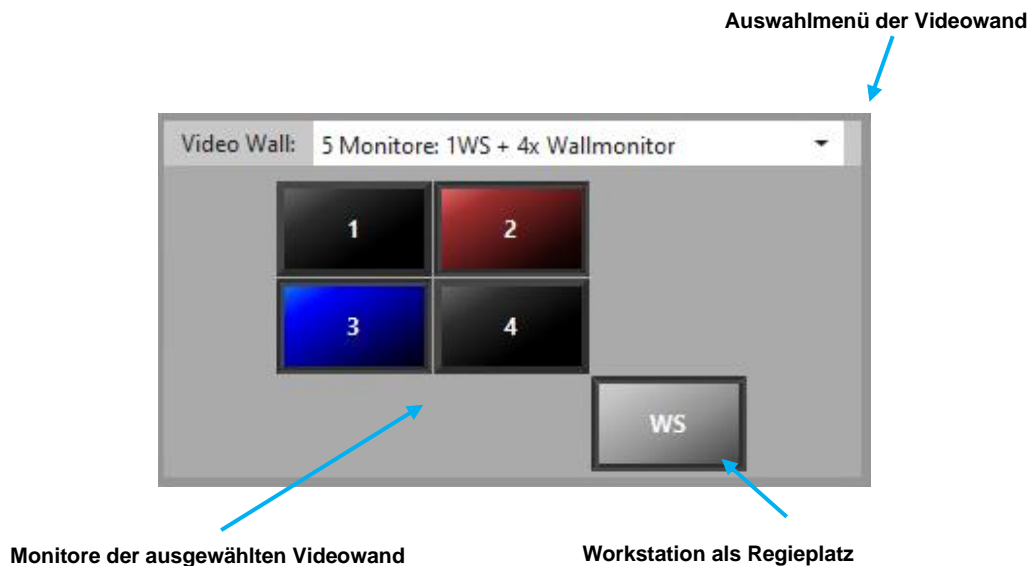 Auswahlmenü der Videowand
Video Wall: 5 Monitore: 1WS + 4x Wallmonitor
1 2
3 4
WS
Monitore der ausgewählten Videowand Workstation als Regieplatz